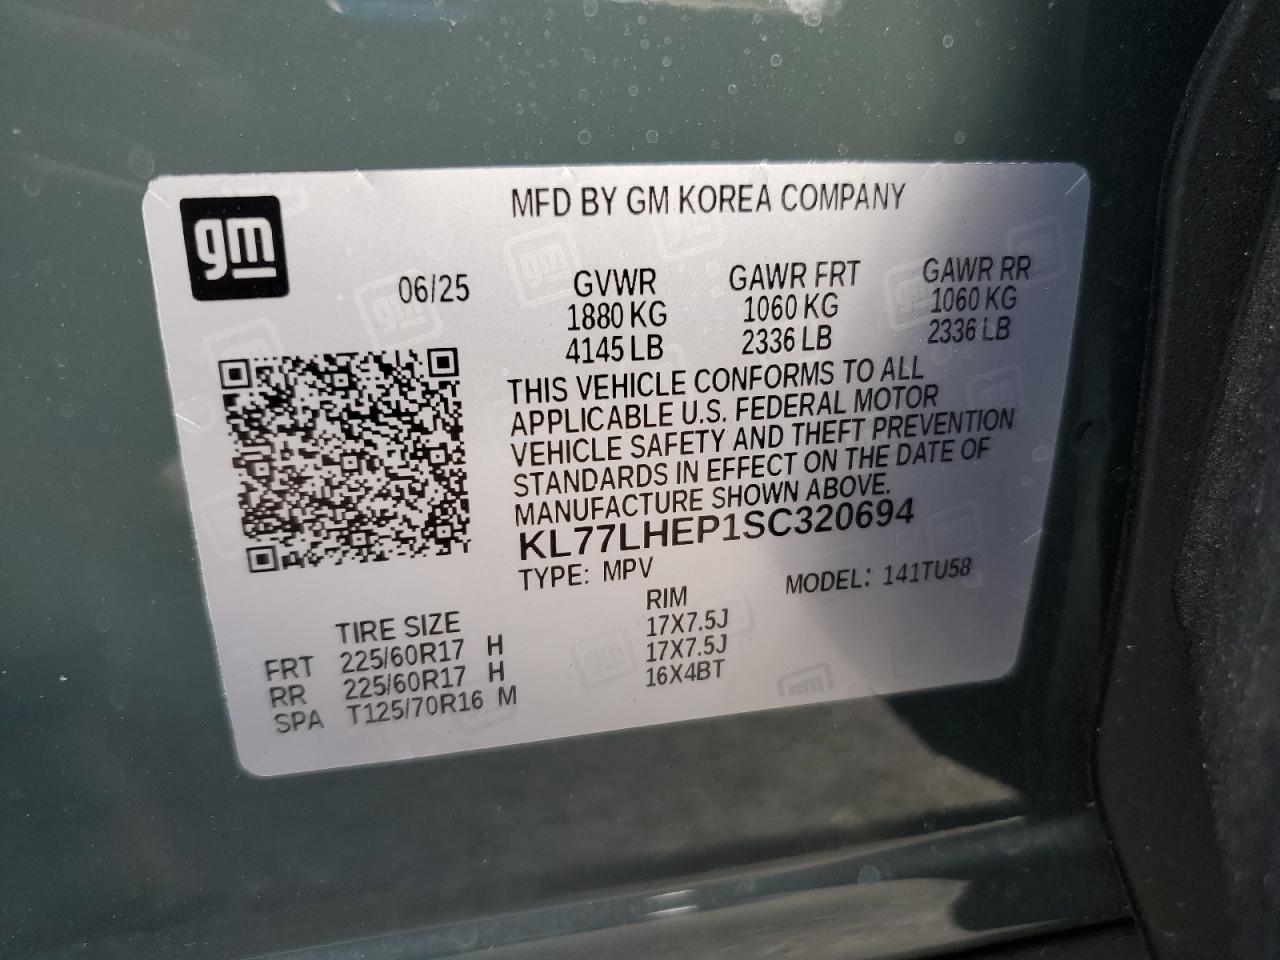 gm
MFD BY GM KOREA COMPANY
06/25
GVWR
1880 KG
4145 LB
GAWR FRT
1060 KG
2336 LB
GAWR RR
1060 KG
2336 LB
THIS VEHICLE CONFORMS TO ALL
APPLICABLE U.S. FEDERAL MOTOR
VEHICLE SAFETY AND THEFT PREVENTION
STANDARDS IN EFFECT ON THE DATE OF
MANUFACTURE SHOWN ABOVE.
KL77LHEP1SC320694
TYPE: MPV MODEL: 141TU58
TIRE SIZE RIM
FRT 225/60R17 H 17X7.5J
RR 225/60R17 H 17X7.5J
SPA T125/70R16 M 16X4BT